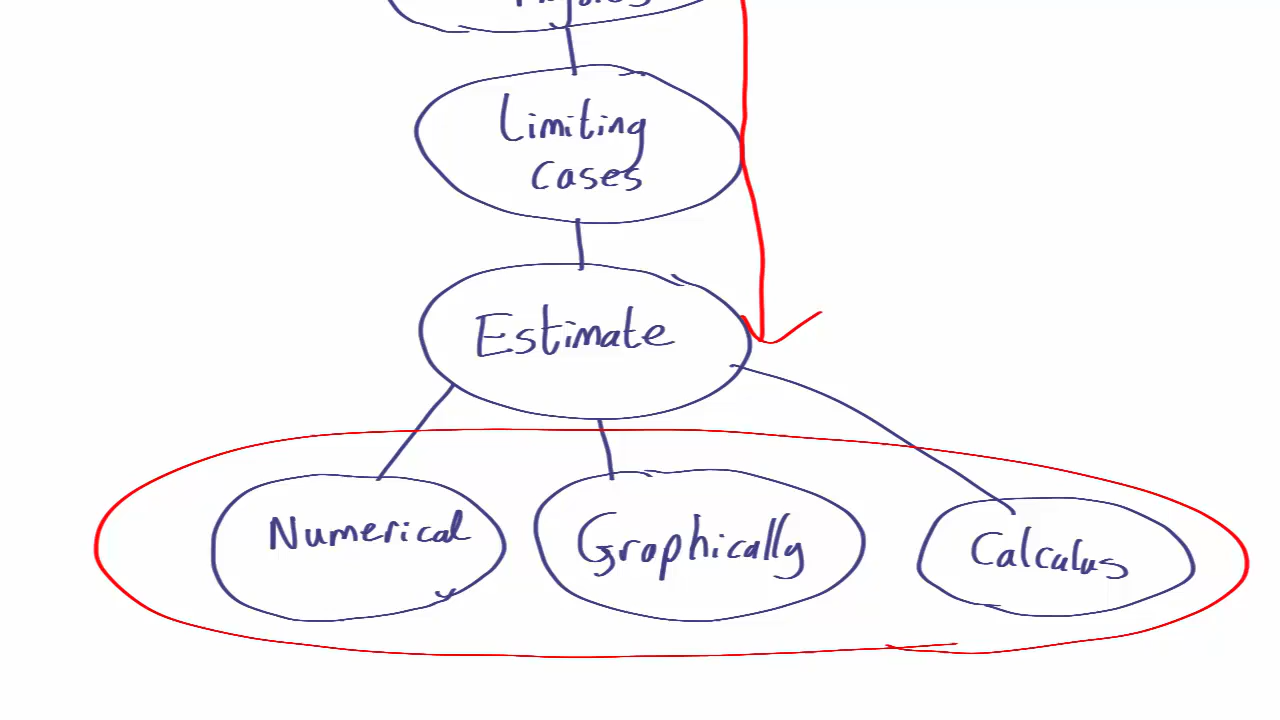 Limiting
cases
Estimate
Numerical
Graphically
Calculus